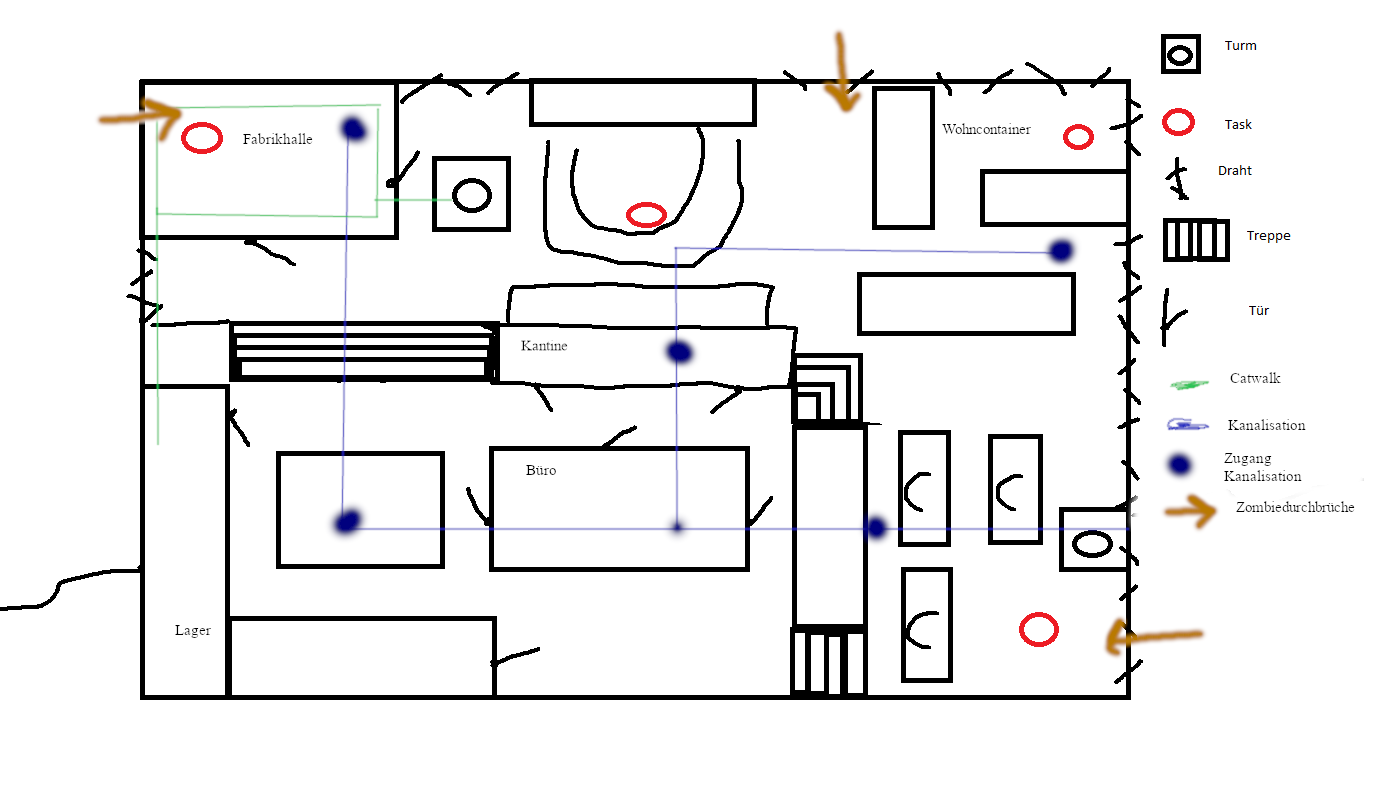 Turm
Task
Fabrikhalle
Wohncontainer
Draht
Treppe
Tür
Kantine
Catwalk
Kanalisation
Büro
Zugang
Kanalisation
Zombiedurchbrüche
Lager